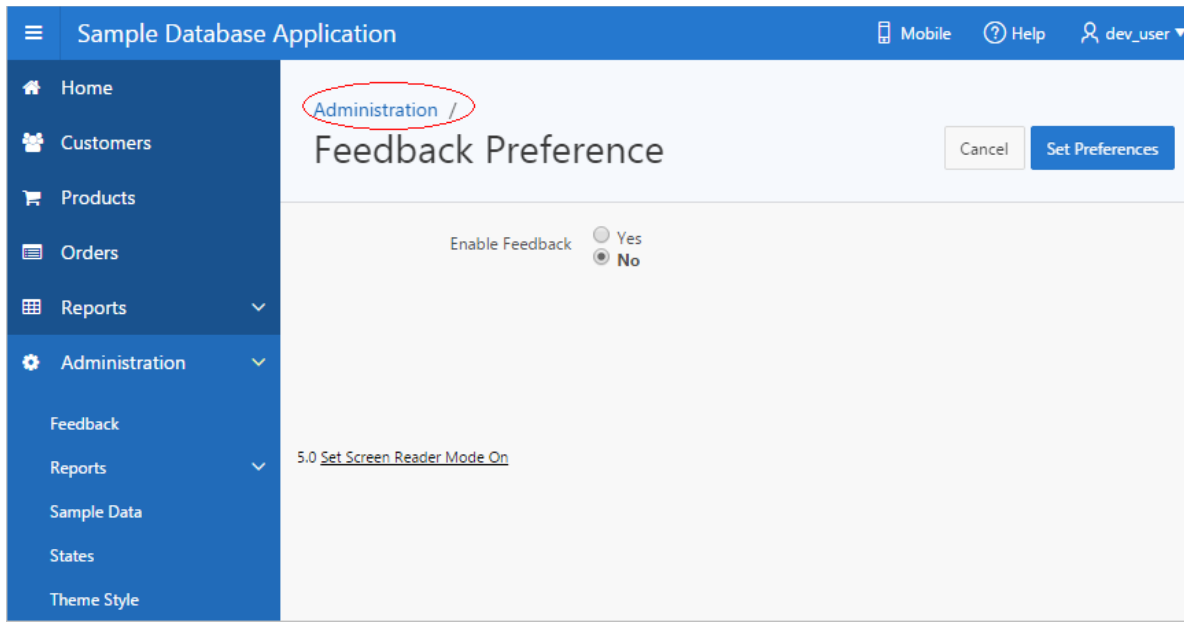 Sample Database Application
Mobile
Help
dev_user
Home
Customers
Products
Orders
Reports
Administration
Feedback
Reports
Sample Data
States
Theme Style
Administration /
Feedback Preference
Cancel
Set Preferences
Enable Feedback
Yes
No
5.0 Set Screen Reader Mode On